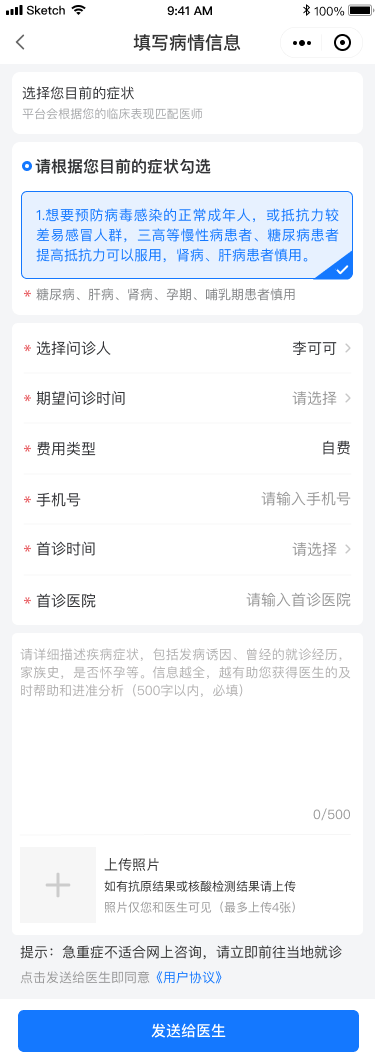 Sketch
9:41 AM
100%
填写病情信息
选择您目前的症状
平台会根据您的临床表现匹配医师
请根据您目前的症状勾选
1.想要预防病毒感染的正常成年人，或抵抗力较
差易感冒人群，三高等慢性病患者、糖尿病患者
提高抵抗力可以服用，肾病、肝病患者慎用。
* 糖尿病、肝病、肾病、孕期、哺乳期患者慎用
* 选择问诊人 李可可
* 期望问诊时间 请选择
* 费用类型 自费
* 手机号 请输入手机号
* 首诊时间 请选择
* 首诊医院 请输入首诊医院
请详细描述疾病症状，包括发病诱因、曾经的就诊经历，
家族史，是否怀孕等。信息越全，越有助您获得医生的及
时帮助和进准分析（500字以内，必填）
0/500
上传照片
如有抗原结果或核酸检测结果请上传
照片仅您和医生可见（最多上传4张）
提示：急重症不适合网上咨询，请立即前往当地就诊
点击发送给医生即同意《用户协议》
发送给医生